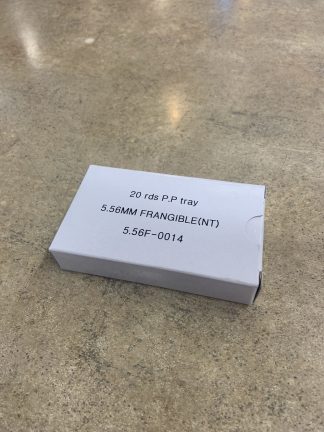 20 rds P.P tray
5.56MM FRANGIBLE(NT)
5.56F-0014